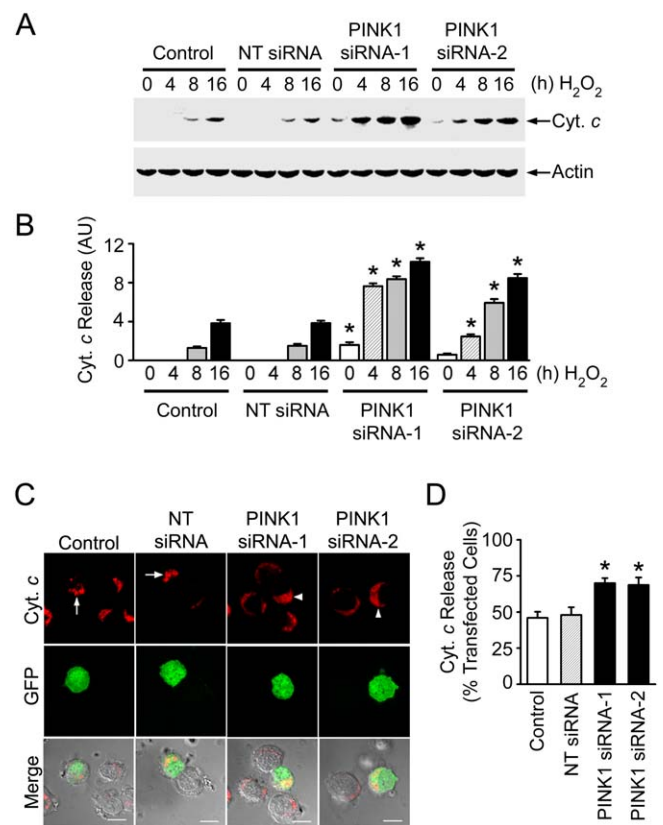 A
Control NT siRNA PINK1 siRNA-1 PINK1 siRNA-2
0 4 8 16 0 4 8 16 0 4 8 16 0 4 8 16 (h) H₂O₂
Cyt. c
Actin
B
Cyt. c Release (AU)
12
8
4
0
* * * * * * *
0 4 8 16 0 4 8 16 0 4 8 16 0 4 8 16 (h) H₂O₂
Control NT siRNA PINK1 siRNA-1 PINK1 siRNA-2
C
Control NT siRNA PINK1 siRNA-1 PINK1 siRNA-2
Cyt. c
GFP
Merge
D
Cyt. c Release
(% Transfected Cells)
100
75
50
25
0
* *
Control
NT siRNA
PINK1 siRNA-1
PINK1 siRNA-2